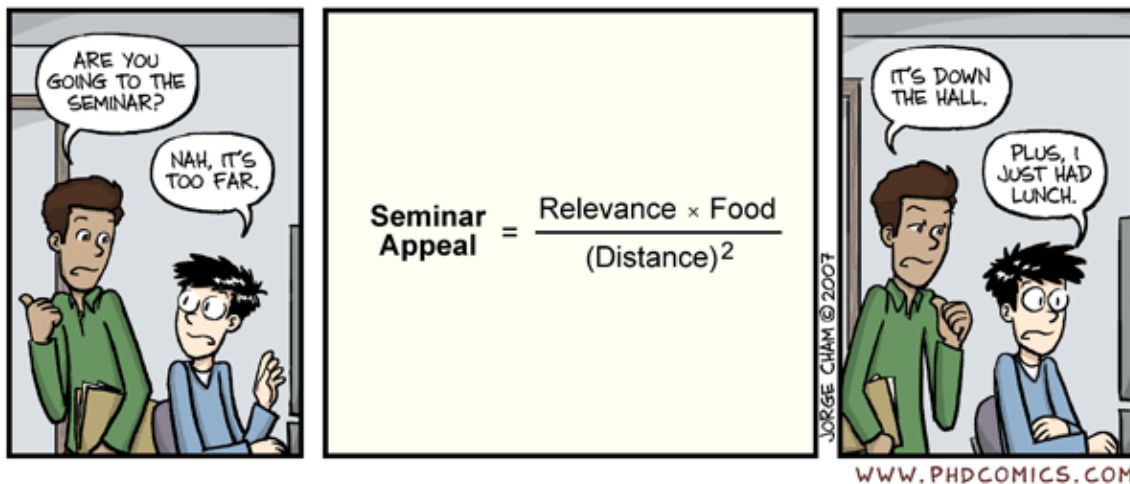 ARE YOU
GOING TO THE
SEMINAR?
NAH, IT'S
TOO FAR.
Seminar
Appeal
=
Relevance × Food
(Distance)²
JORGE CHAM © 2007
IT'S DOWN
THE HALL.
PLUS, I
JUST HAD
LUNCH.
WWW.PHDCOMICS.COM